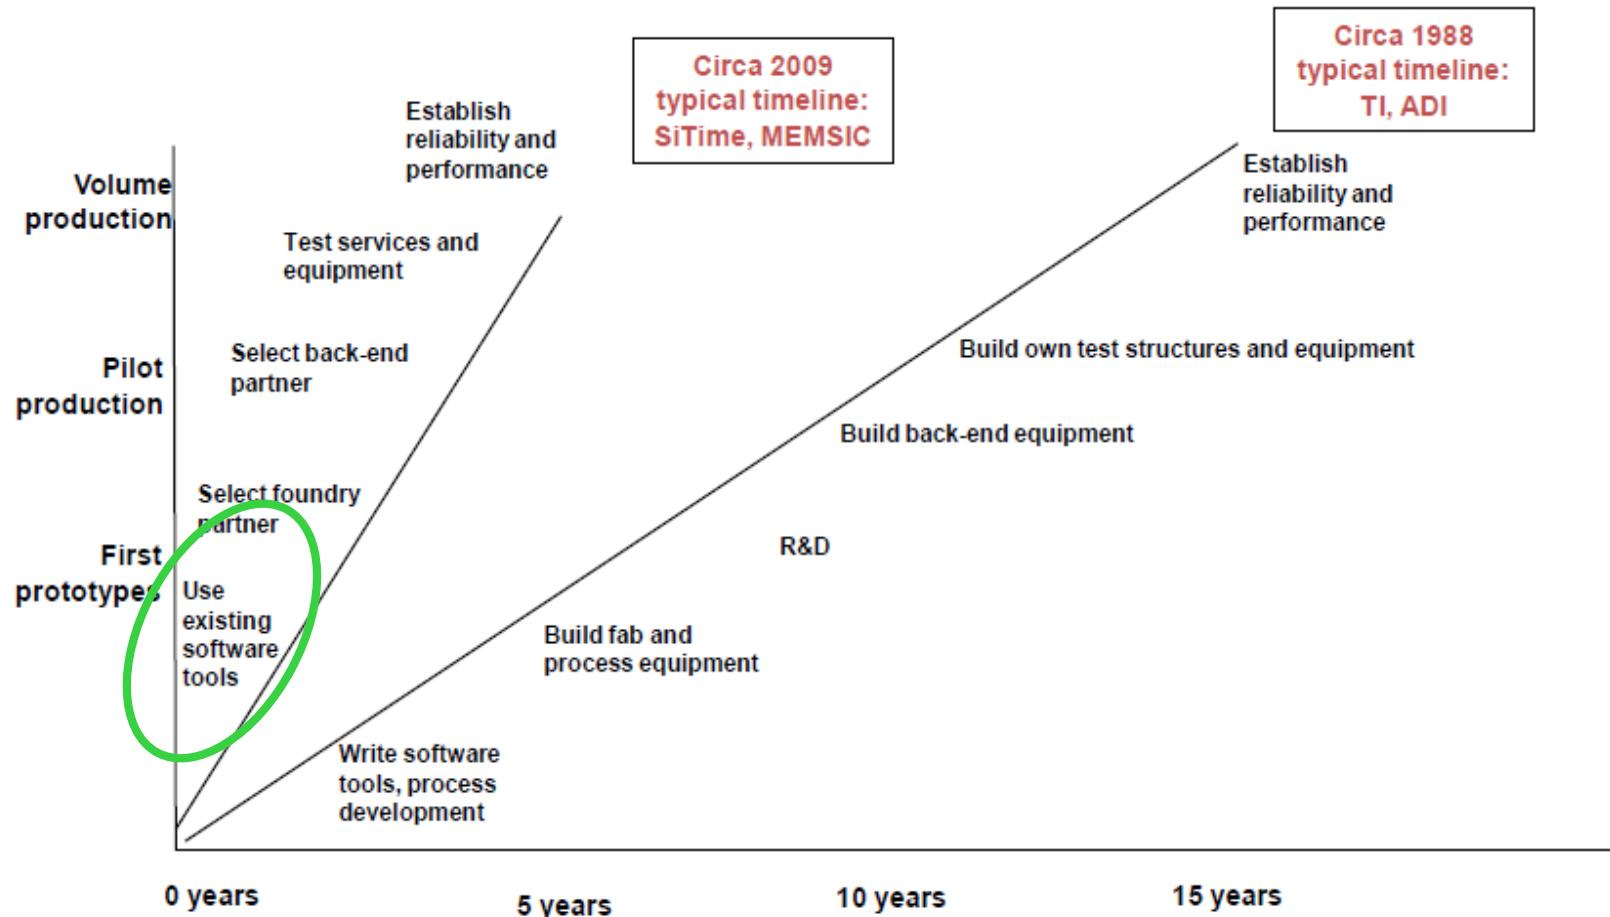 Circa 2009
typical timeline:
SiTime, MEMSIC
Circa 1988
typical timeline:
TI, ADI
Volume
production
Pilot
production
First
prototypes
Establish
reliability and
performance
Test services and
equipment
Select back-end
partner
Select foundry
partner
Use
existing
software
tools
Establish
reliability and
performance
Build own test structures and equipment
Build back-end equipment
R&D
Build fab and
process equipment
Write software
tools, process
development
0 years
5 years
10 years
15 years